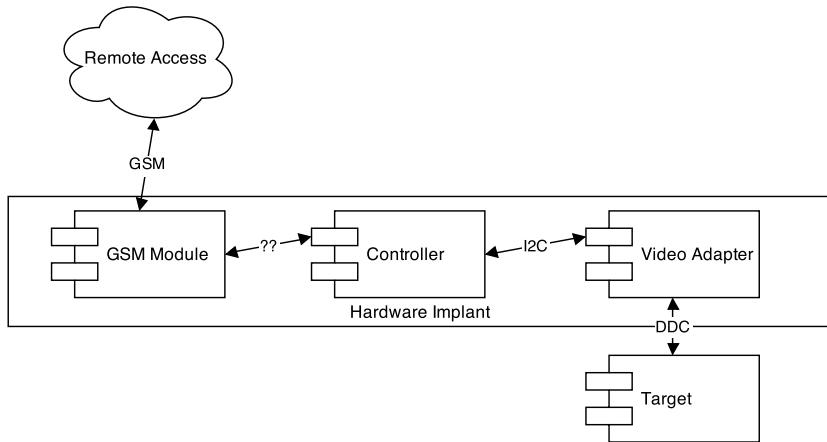 Remote Access
GSM
GSM Module
??
Controller
I2C
Video Adapter
Hardware Implant
DDC
Target